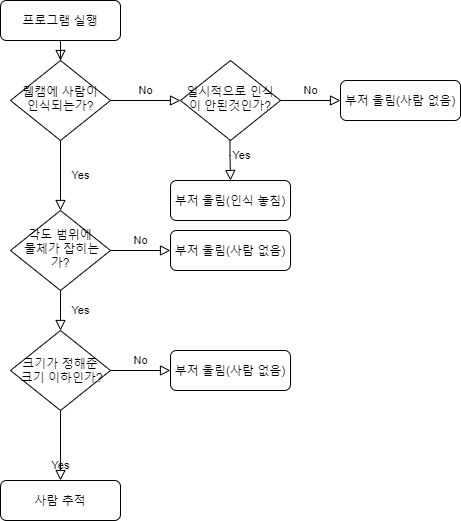 프로그램 실행
웹캠에 사람이
인식되는가?
No
일시적으로 인식
이 안된것인가?
No
부저 울림(사람 없음)
Yes
Yes
부저 울림(인식 놓침)
각도 범위에
물체가 잡히는
가?
No
부저 울림(사람 없음)
Yes
크기가 정해준
크기 이하인가?
No
부저 울림(사람 없음)
Yes
사람 추적